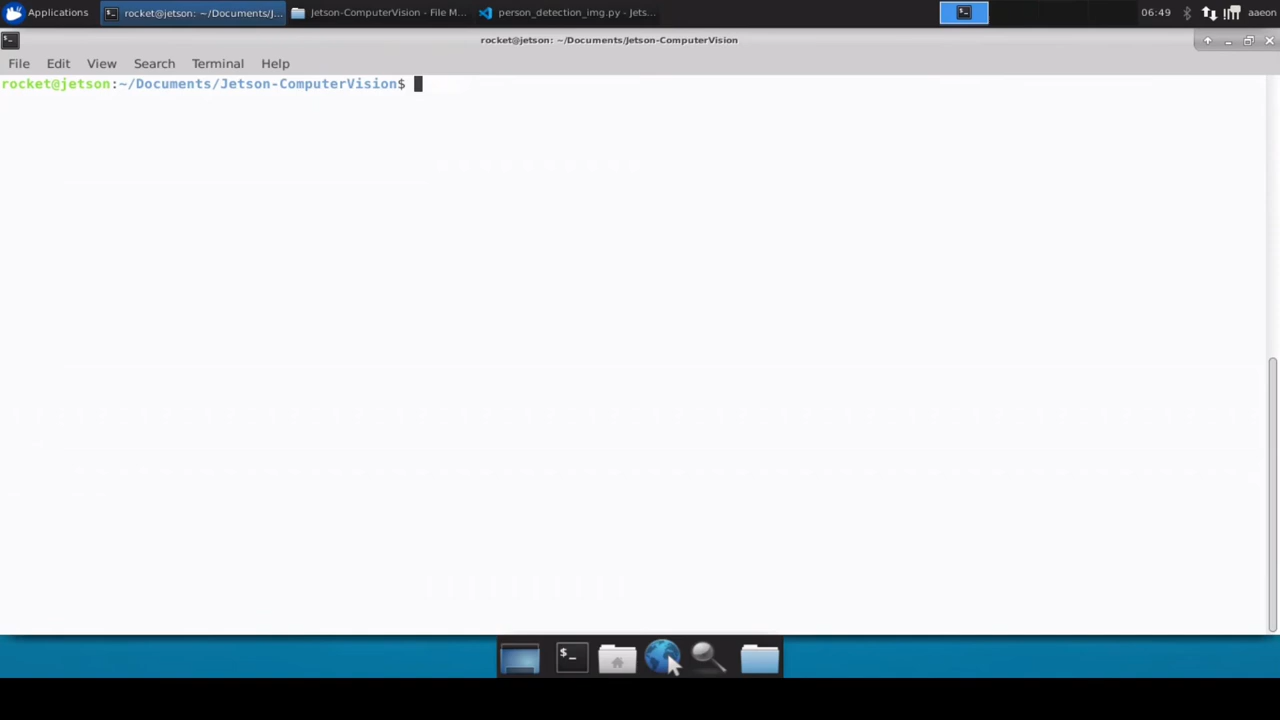 Applications
rocket@jetson: ~/Documents/J...
Jetson-ComputerVision - File M...
person_detection_img.py - Jets...
06:49
aaeon
rocket@jetson: ~/Documents/Jetson-ComputerVision
File Edit View Search Terminal Help
rocket@jetson:~/Documents/Jetson-ComputerVision$
$-